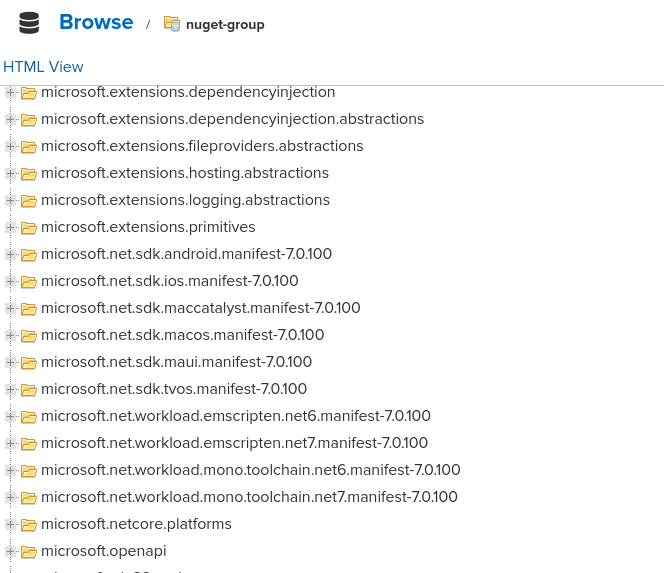 Browse / nuget-group
HTML View
microsoft.extensions.dependencyinjection
microsoft.extensions.dependencyinjection.abstractions
microsoft.extensions.fileproviders.abstractions
microsoft.extensions.hosting.abstractions
microsoft.extensions.logging.abstractions
microsoft.extensions.primitives
microsoft.net.sdk.android.manifest-7.0.100
microsoft.net.sdk.ios.manifest-7.0.100
microsoft.net.sdk.maccatalyst.manifest-7.0.100
microsoft.net.sdk.macos.manifest-7.0.100
microsoft.net.sdk.maui.manifest-7.0.100
microsoft.net.sdk.tvos.manifest-7.0.100
microsoft.net.workload.emscripten.net6.manifest-7.0.100
microsoft.net.workload.emscripten.net7.manifest-7.0.100
microsoft.net.workload.mono.toolchain.net6.manifest-7.0.100
microsoft.net.workload.mono.toolchain.net7.manifest-7.0.100
microsoft.netcore.platforms
microsoft.openapi